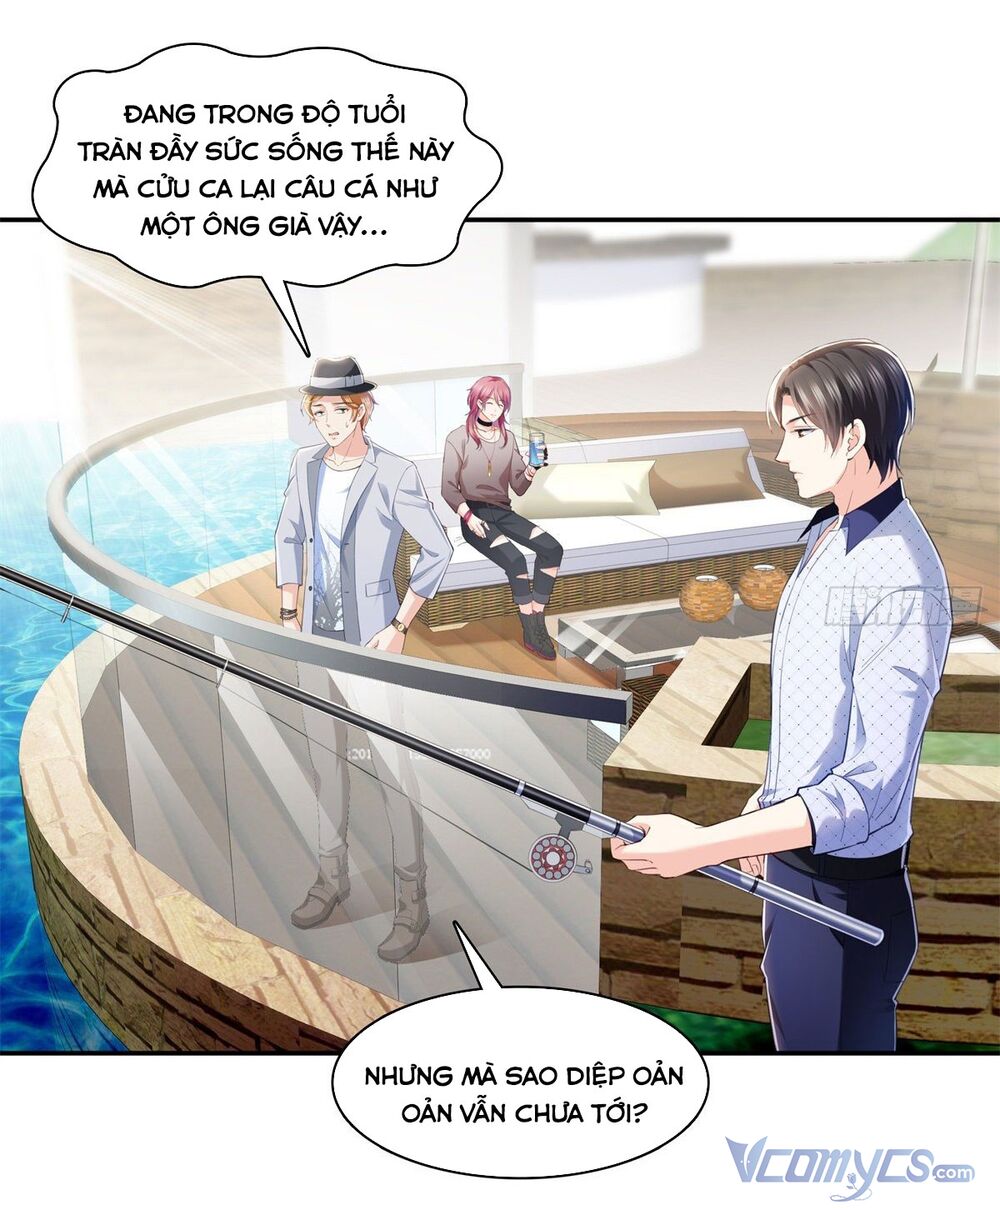 ĐANG TRONG ĐỘ TUỔI
TRÀN ĐẦY SỨC SỐNG THẾ NÀY
MÀ CỬU CA LẠI CÂU CÁ NHƯ
MỘT ÔNG GIÀ VẬY...
NHƯNG MÀ SAO DIỆP OẢN
OẢN VẪN CHƯA TỚI?
VCOMYCS.com